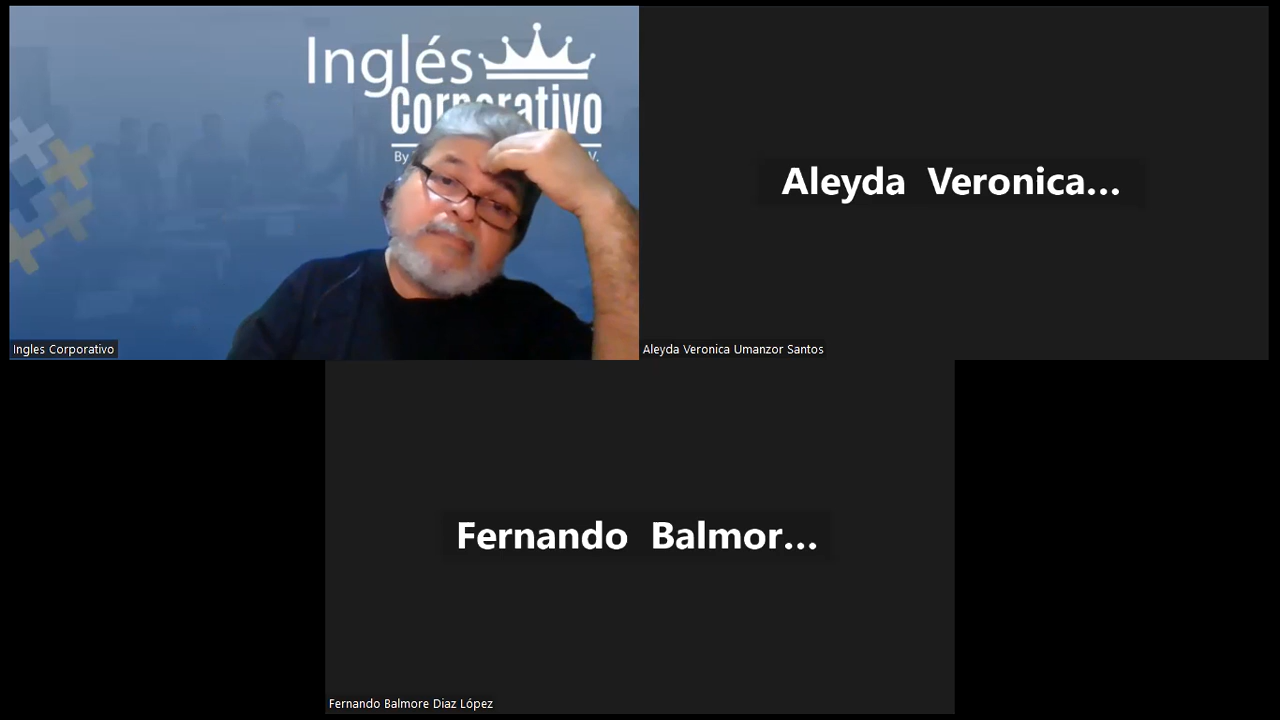 Inglés
Corporativo
By
V.
Ingles Corporativo
Aleyda Veronica...
Aleyda Veronica Umanzor Santos
Fernando Balmor...
Fernando Balmore Diaz López